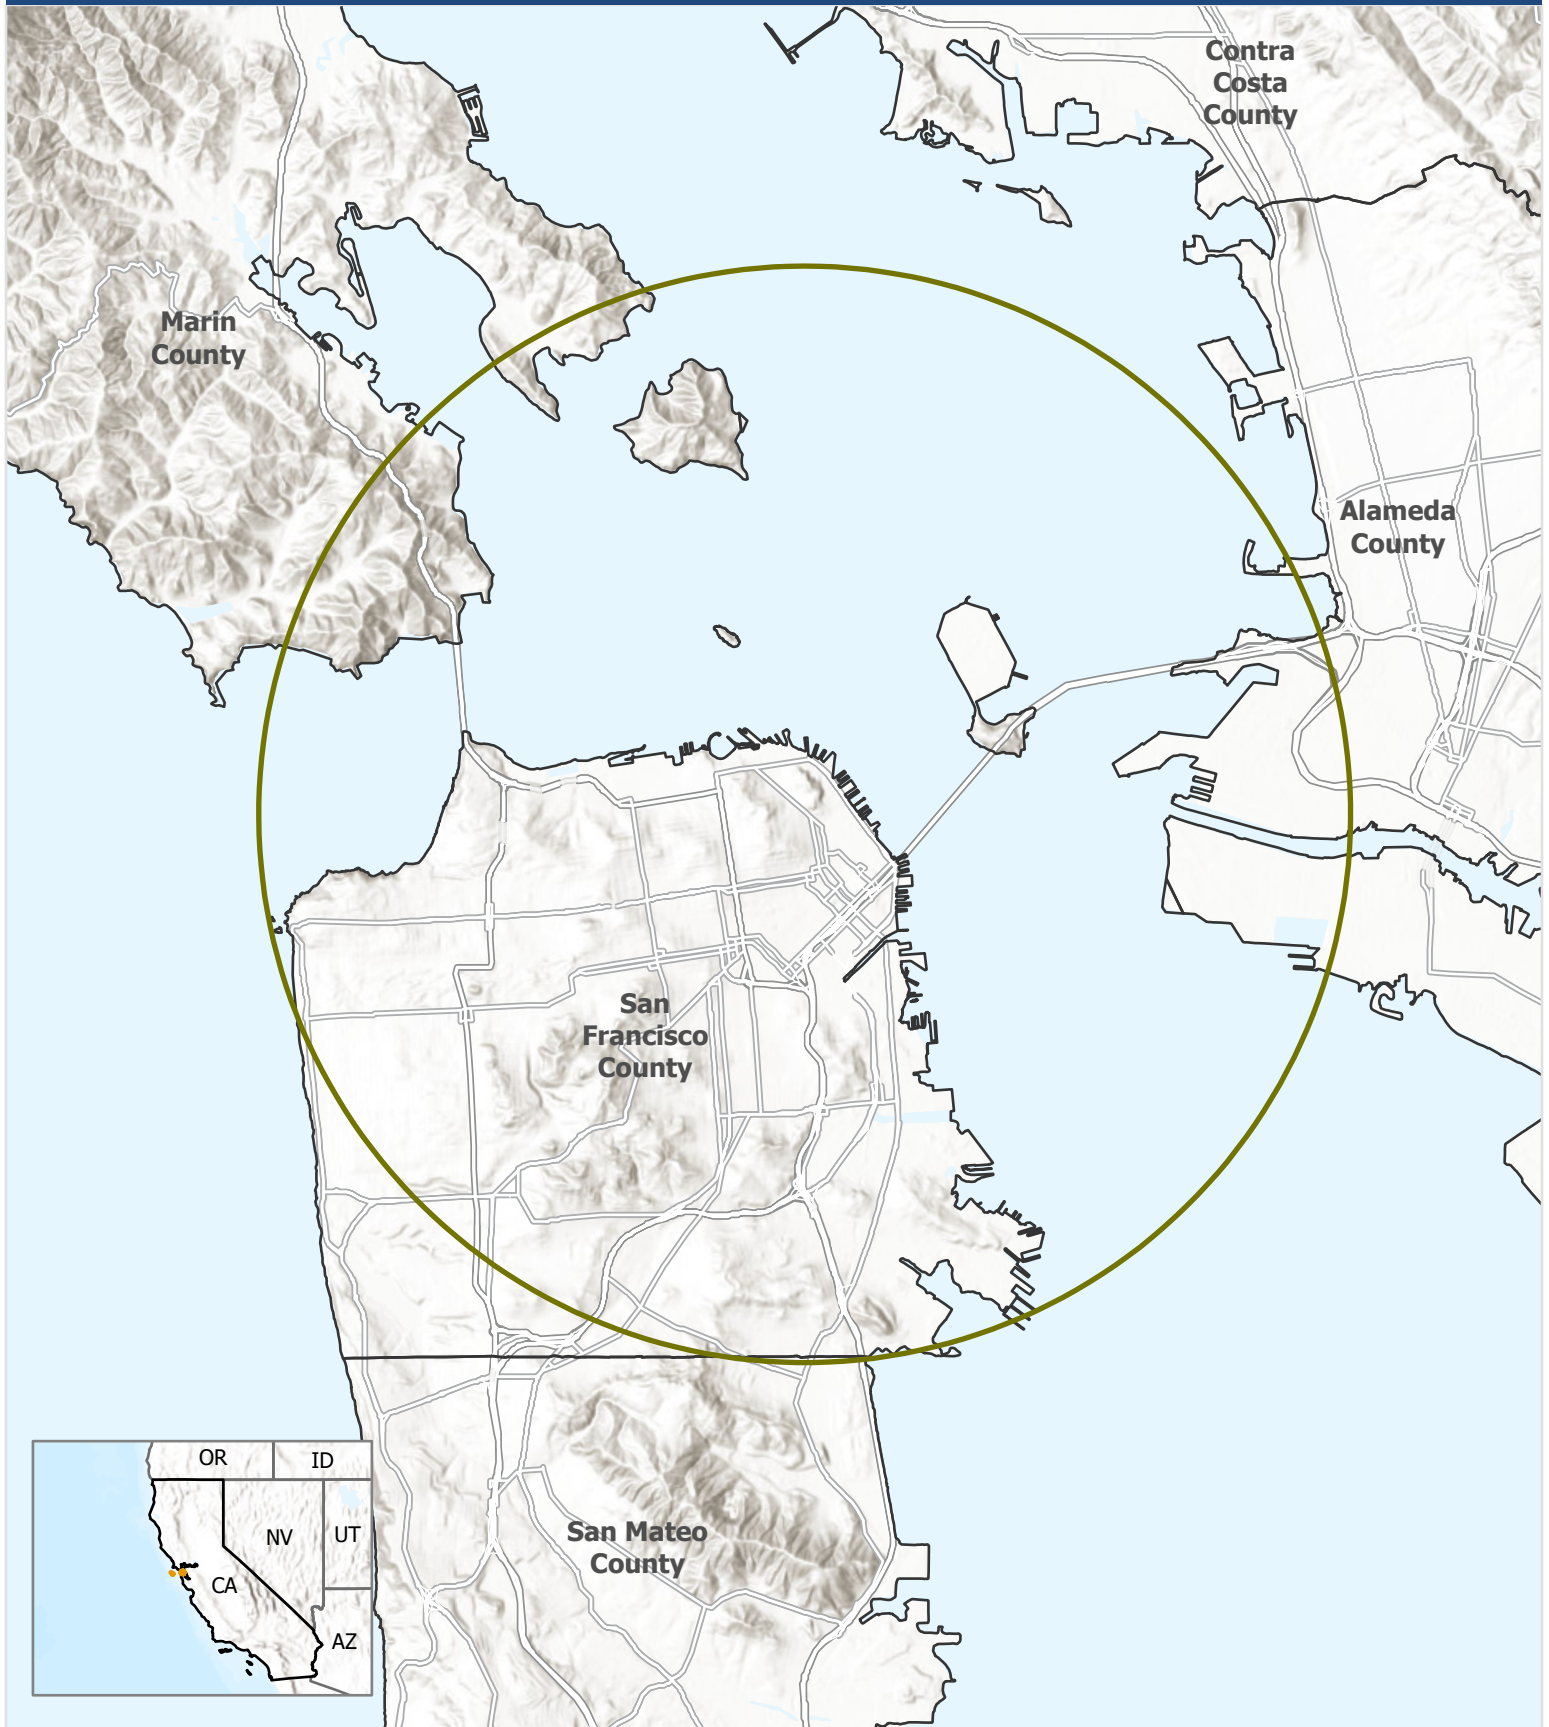 Contra
Costa
County
Marin
County
Alameda
County
San
Francisco
County
San Mateo
County
OR
ID
NV
UT
CA
AZ